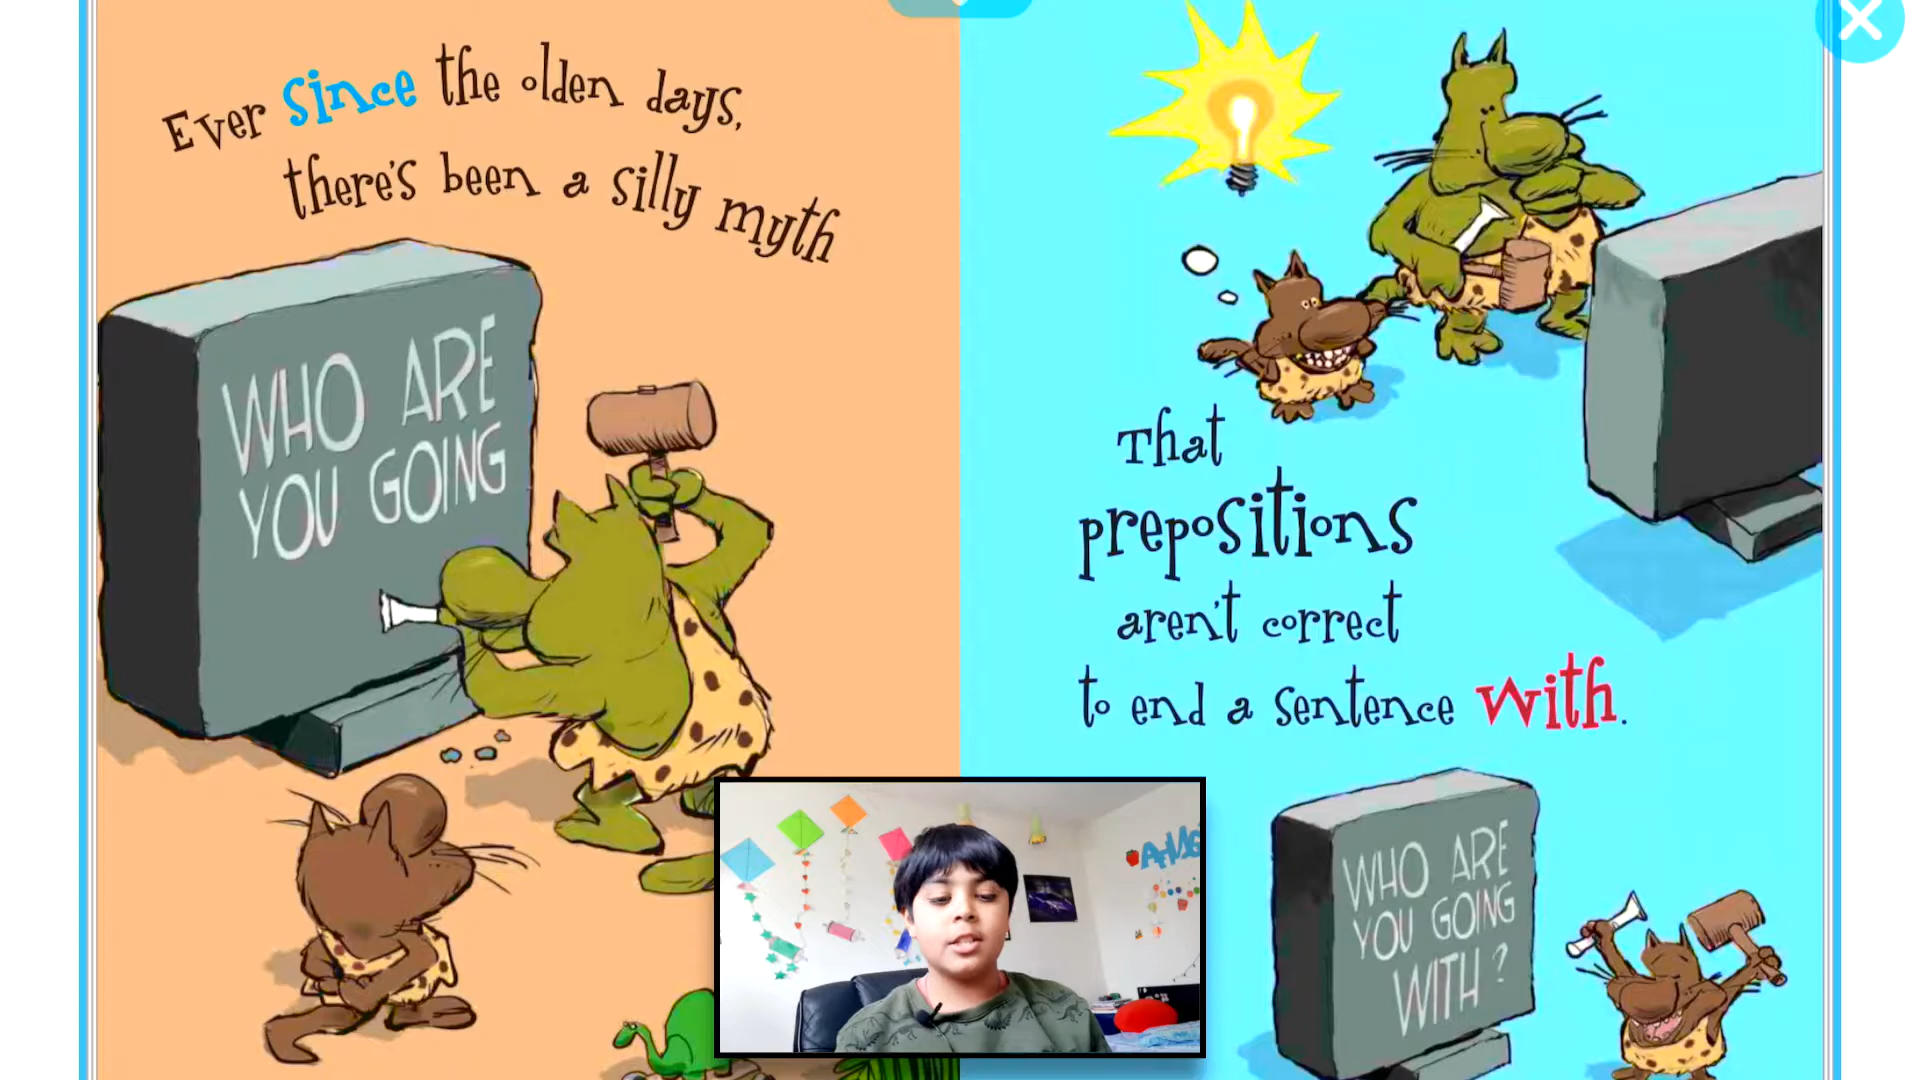 Ever since the olden days,
there's been a silly myth
WHO ARE
YOU GOING
That
prepositions
aren't correct
to end a sentence with.
WHO ARE
YOU GOING
WITH?